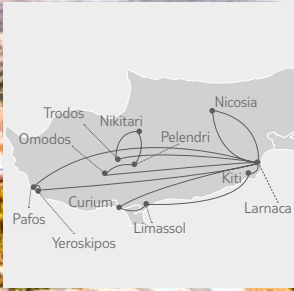 Nicosia
Trodos
Nikitari
Omodos
Pelendri
Kiti
Curium
Larnaca
Pafos
Limassol
Yeroskipos